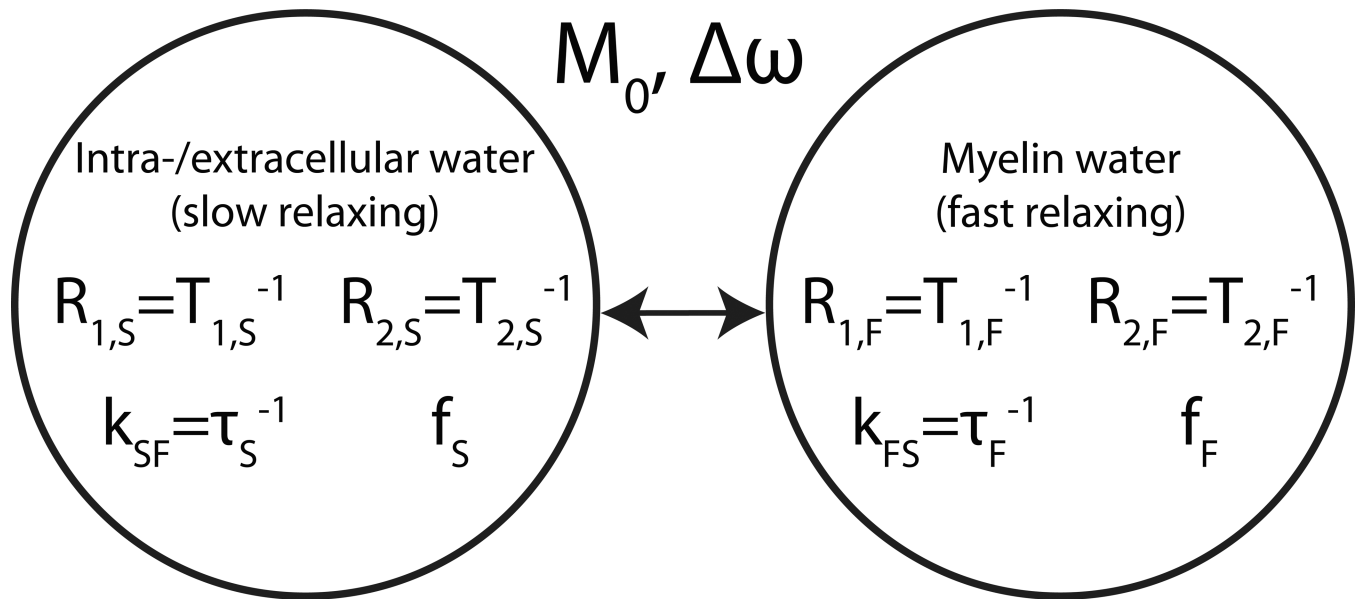 M₀, Δω
Intra-/extracellular water
(slow relaxing)
R₁,S=T₁,S⁻¹ R₂,S=T₂,S⁻¹
kSF=τS⁻¹ fS
Myelin water
(fast relaxing)
R₁,F=T₁,F⁻¹ R₂,F=T₂,F⁻¹
kFS=τF⁻¹ fF